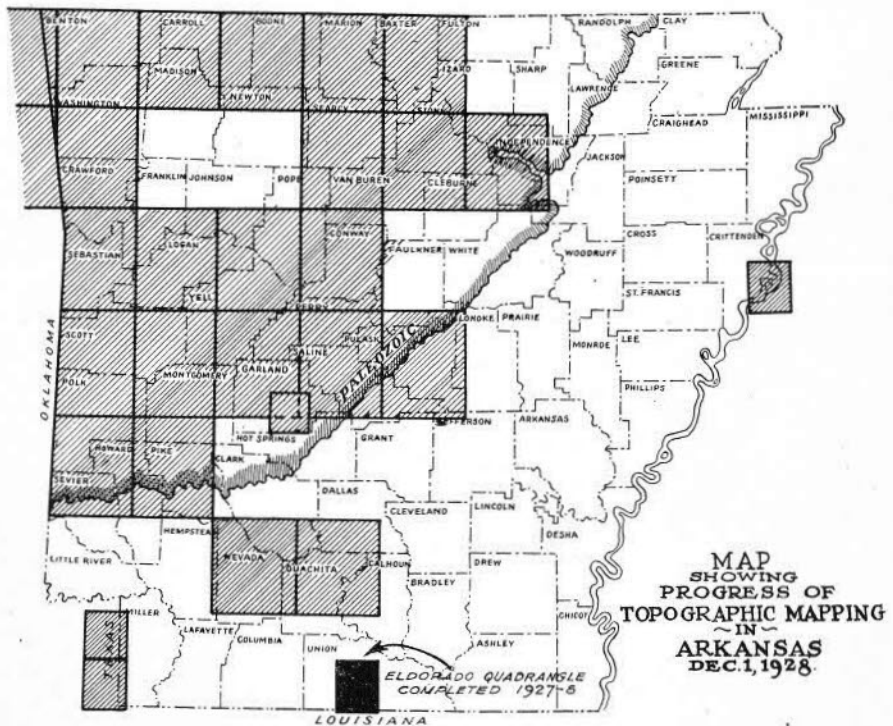 BENTON
CARROLL
BOONE
MARION
BAXTER
FULTON
RANDOLPH
CLAY
MADISON
IZARD
SHARP
GREENE
LAWRENCE
WASHINGTON
NEWTON
SEARCY
STONE
CRAIGHEAD
MISSISSIPPI
INDEPENDENCE
JACKSON
CRAWFORD
FRANKLIN
JOHNSON
POPE
VAN BUREN
CLEBURNE
POINSETT
CONWAY
CROSS
CRITTENDEN
SEBASTIAN
LOGAN
FAULKNER
WHITE
WOODRUFF
YELL
ST. FRANCIS
PERRY
OKLAHOMA
SCOTT
PULASKI
LONOKE
PRAIRIE
SALINE
MONROE
LEE
PALEOZOIC
POLK
MONTGOMERY
GARLAND
PHILLIPS
HOT SPRINGS
GRANT
JEFFERSON
ARKANSAS
HOWARD
PIKE
CLARK
SEVIER
DALLAS
CLEVELAND
LINCOLN
HEMPSTEAD
DESHA
LITTLE RIVER
NEVADA
OUACHITA
CALHOUN
DREW
BRADLEY
MILLER
CHICOT
LAFAYETTE
COLUMBIA
UNION
ASHLEY
TEXAS
ELDORADO QUADRANGLE
COMPLETED 1927-8
LOUISIANA
MAP
SHOWING
PROGRESS OF
TOPOGRAPHIC MAPPING
~IN~
ARKANSAS
DEC.1,1928.